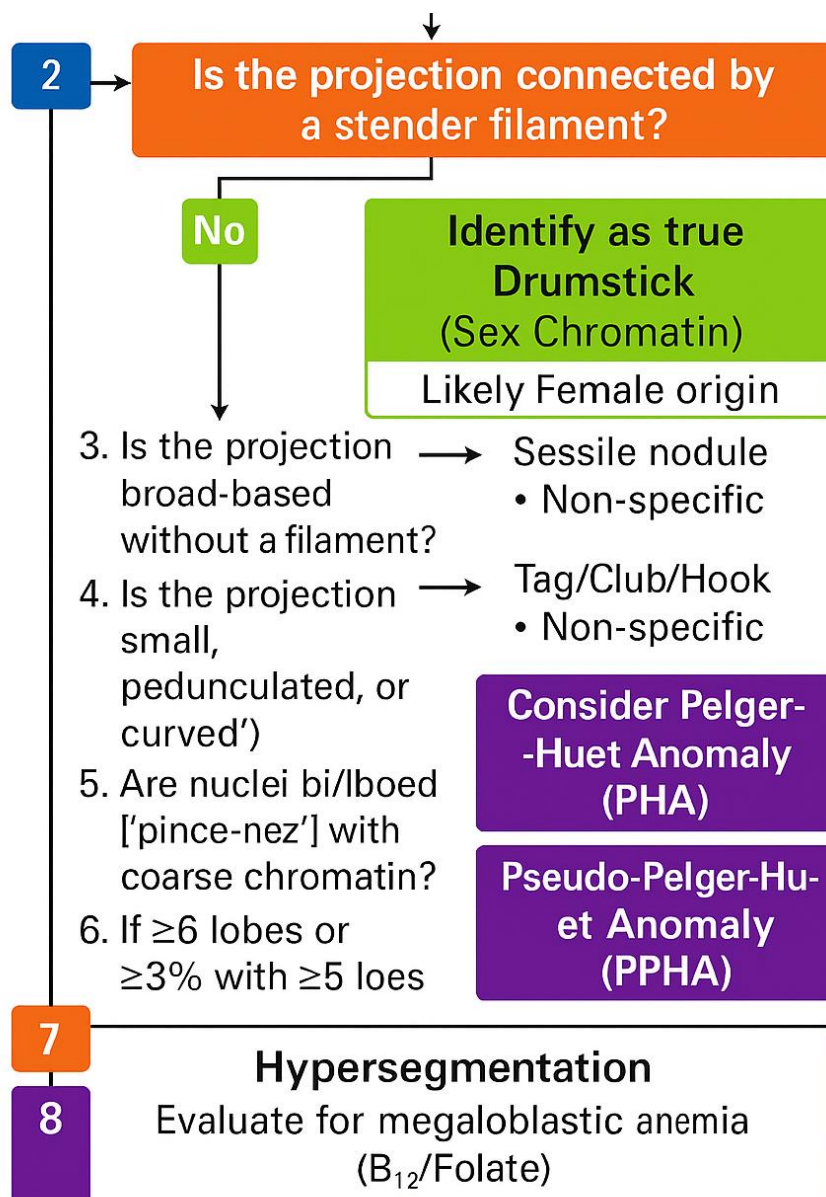 2
Is the projection connected by
a stender filament?
No
Identify as true
Drumstick
(Sex Chromatin)
Likely Female origin
3. Is the projection
broad-based
without a filament?
Sessile nodule
• Non-specific
4. Is the projection
small,
pedunculated, or
curved’)
Tag/Club/Hook
• Non-specific
Consider Pelger-
-Huet Anomaly
(PHA)
5. Are nuclei bi/lboed
[‘pince-nez’] with
coarse chromatin?
Pseudo-Pelger-Hu-
et Anomaly
(PPHA)
6. If ≥6 lobes or
≥3% with ≥5 loes
7
Hypersegmentation
8
Evaluate for megaloblastic anemia
(B₁₂/Folate)